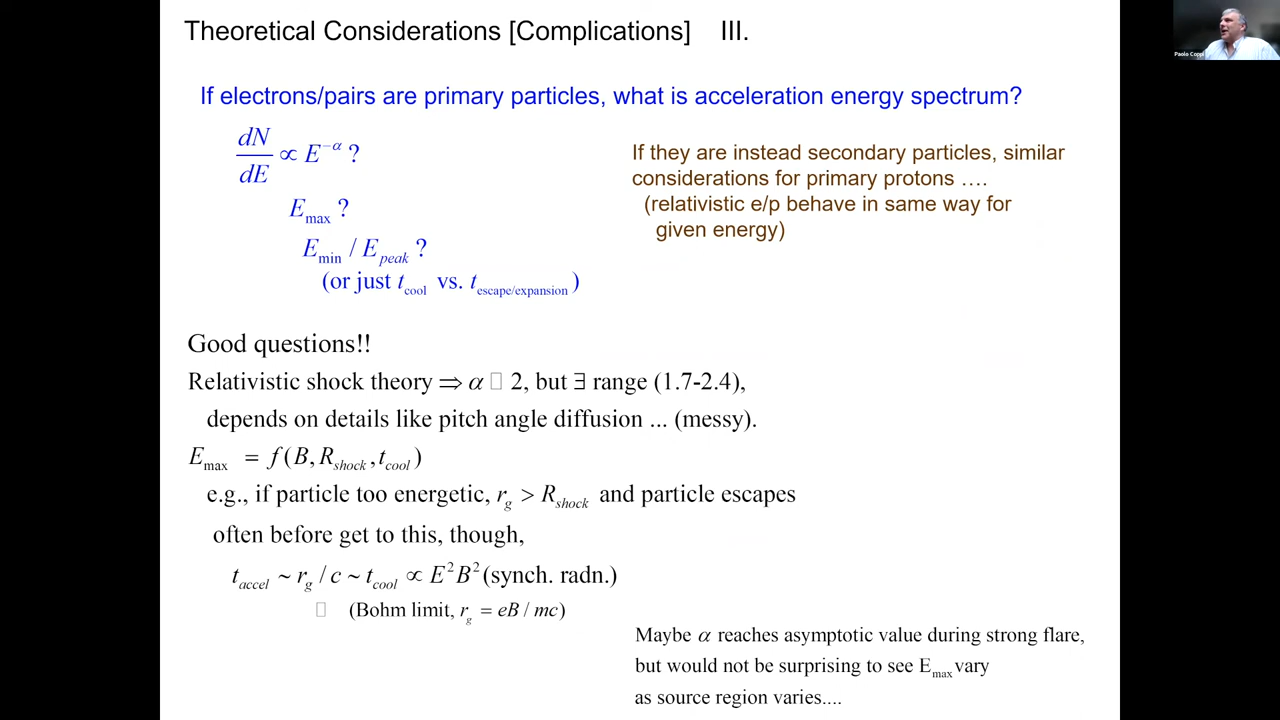 Theoretical Considerations [Complications] III.
Paolo Coppi
If electrons/pairs are primary particles, what is acceleration energy spectrum?
dN/dE ∝ E^{-α} ?
E_max ?
E_min / E_peak ?
(or just t_cool vs. t_escape/expansion )
If they are instead secondary particles, similar
considerations for primary protons ….
(relativistic e/p behave in same way for
given energy)
Good questions!!
Relativistic shock theory ⇒ α □ 2, but ∃ range (1.7-2.4),
depends on details like pitch angle diffusion ... (messy).
E_max = f(B, R_shock, t_cool)
e.g., if particle too energetic, r_g > R_shock and particle escapes
often before get to this, though,
t_accel ~ r_g / c ~ t_cool ∝ E^2 B^2 (synch. radn.)
□ (Bohm limit, r_g = eB / mc)
Maybe α reaches asymptotic value during strong flare,
but would not be surprising to see E_max vary
as source region varies....